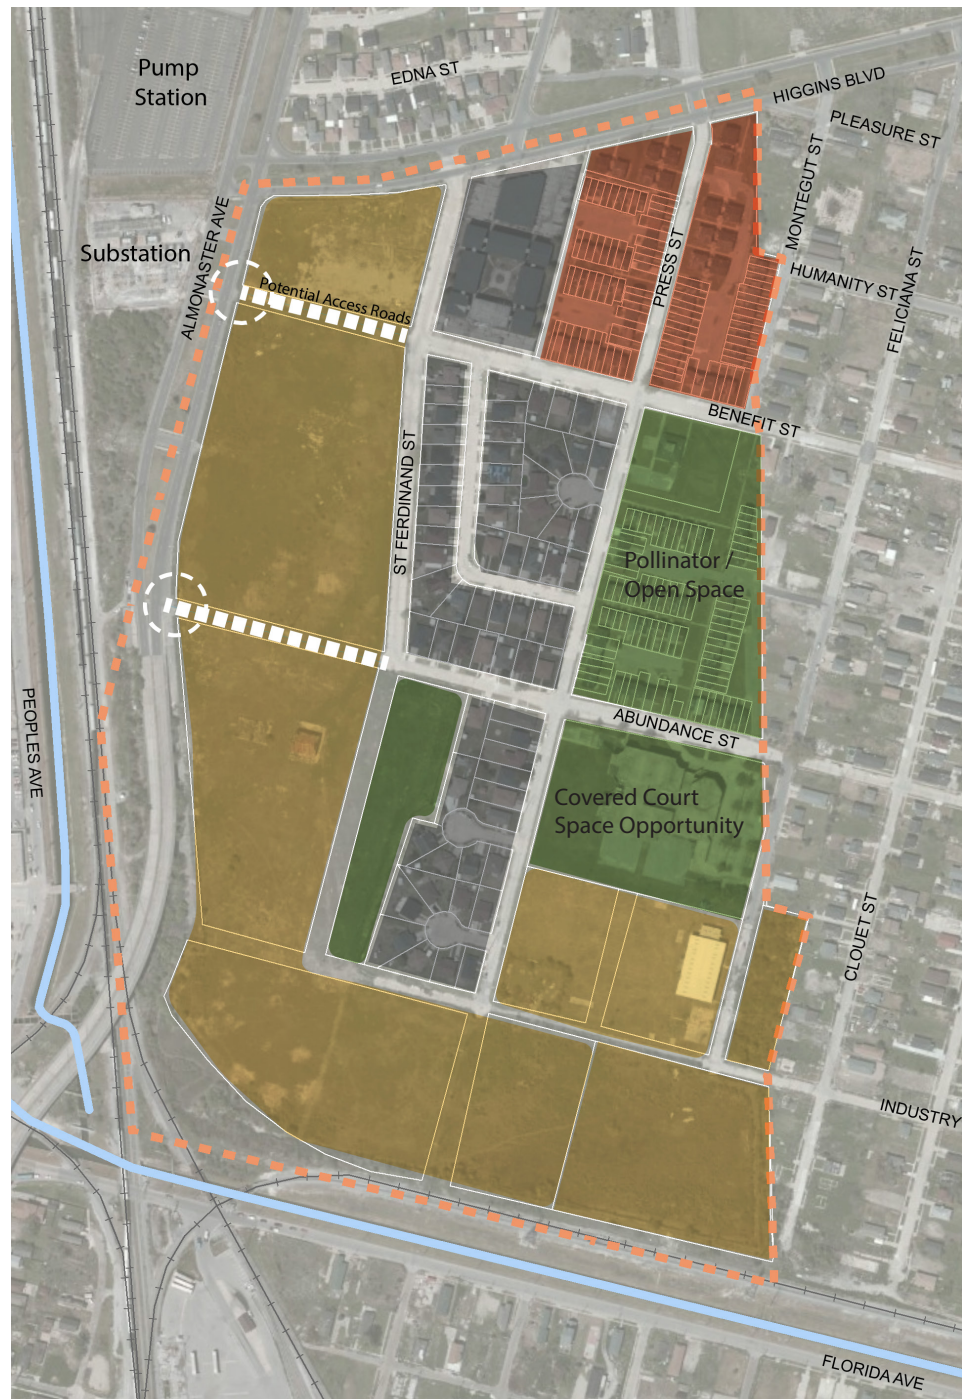 Pump
Station
EDNA ST
HIGGINS BLVD
PLEASURE ST
MONTEGUT ST
ALMONASTER AVE
Substation
PRESS ST
HUMANITY ST
FELICIANA ST
Potential Access Roads
BENEFIT ST
ST FERDINAND ST
Pollinator /
Open Space
PEOPLES AVE
ABUNDANCE ST
Covered Court
Space Opportunity
CLOUET ST
INDUSTRY
FLORIDA AVE